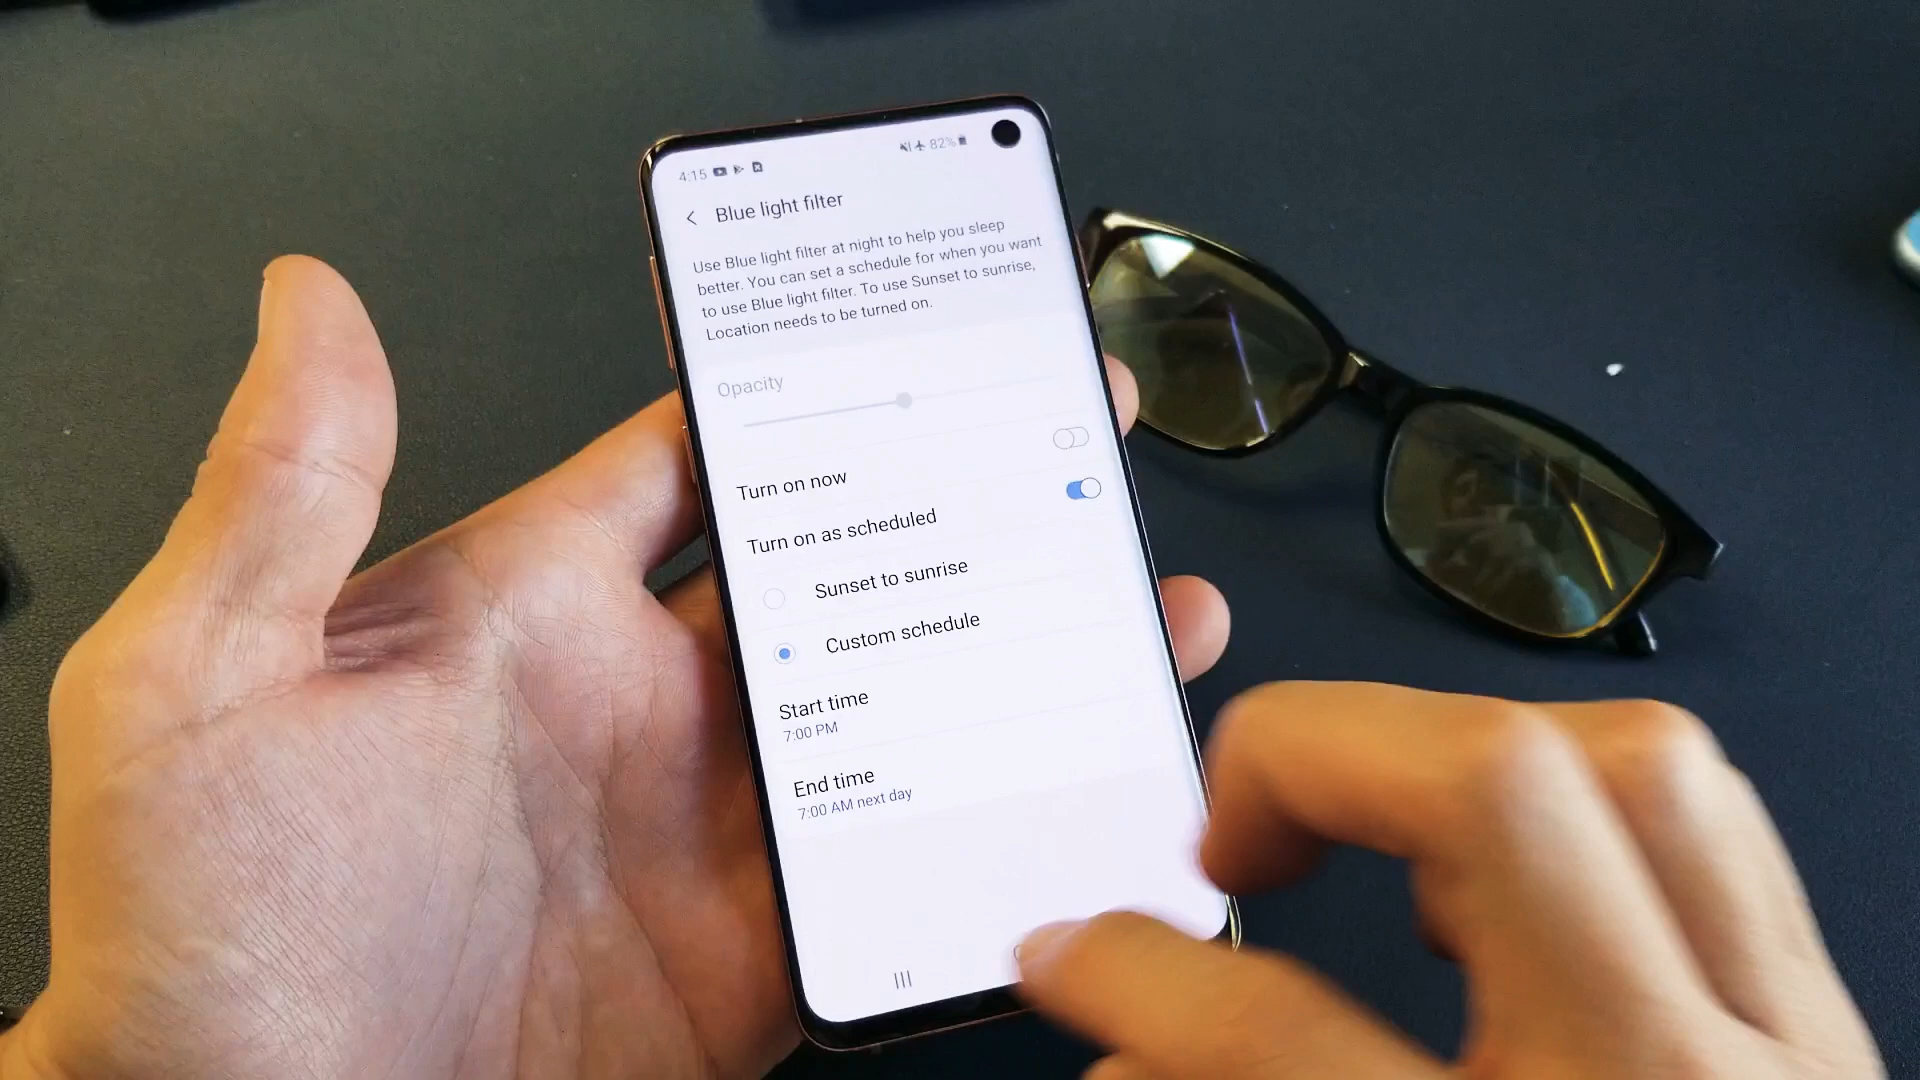 4:15
82%
Blue light filter
Use Blue light filter at night to help you sleep
better. You can set a schedule for when you want
to use Blue light filter. To use Sunset to sunrise,
Location needs to be turned on.
Opacity
Turn on now
Turn on as scheduled
Sunset to sunrise
Custom schedule
Start time
7:00 PM
End time
7:00 AM next day